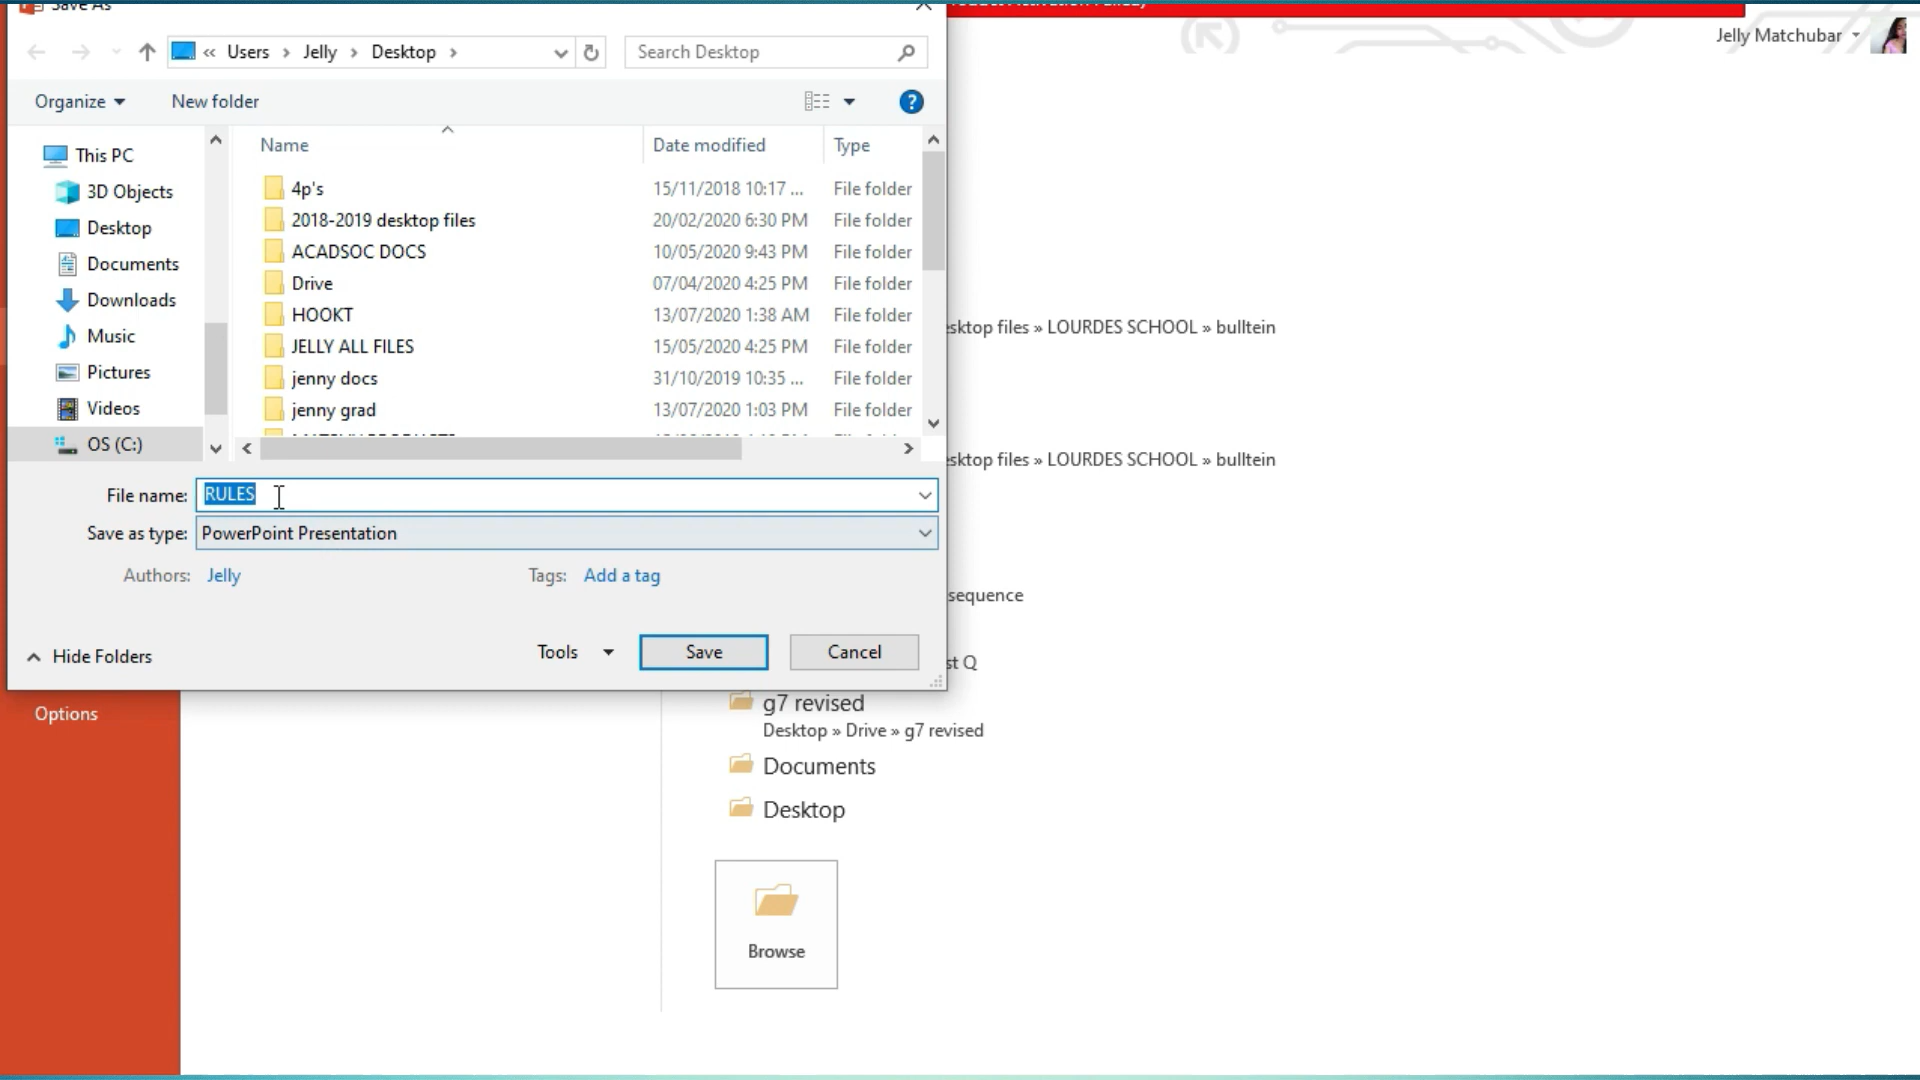 Save As
Jelly Matchubar
« Users › Jelly › Desktop ›
Search Desktop
Organize
New folder
This PC
3D Objects
Desktop
Documents
Downloads
Music
Pictures
Videos
OS (C:)
Name Date modified Type
4p's 15/11/2018 10:17 ... File folder
2018-2019 desktop files 20/02/2020 6:30 PM File folder
ACADSOC DOCS 10/05/2020 9:43 PM File folder
Drive 07/04/2020 4:25 PM File folder
HOOKT 13/07/2020 1:38 AM File folder
JELLY ALL FILES 15/05/2020 4:25 PM File folder
jenny docs 31/10/2019 10:35 ... File folder
jenny grad 13/07/2020 1:03 PM File folder
File name: RULES
Save as type: PowerPoint Presentation
Authors: Jelly
Tags: Add a tag
Hide Folders
Tools
Save
Cancel
Options
sktop files » LOURDES SCHOOL » bulltein
sktop files » LOURDES SCHOOL » bulltein
sequence
st Q
g7 revised
Desktop » Drive » g7 revised
Documents
Desktop
Browse